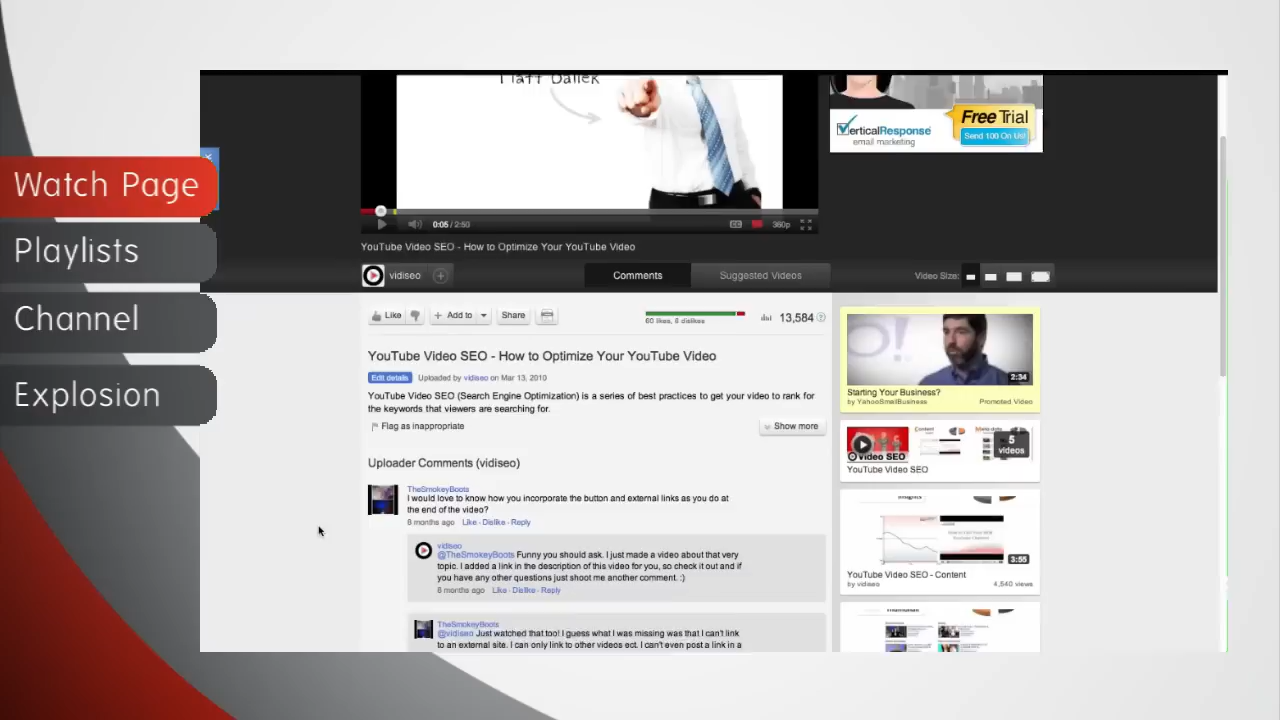 Matt Ballek
Watch Page
Playlists
Channel
Explosion
VerticalResponse
email marketing
Free Trial
Send 100 On Us!
0:05 / 2:50
CC
360p
YouTube Video SEO - How to Optimize Your YouTube Video
vidiseo
Comments
Suggested Videos
Video Size:
Like
Add to
Share
60 likes, 6 dislikes
13,584
YouTube Video SEO - How to Optimize Your YouTube Video
Edit details
Uploaded by vidiseo on Mar 13, 2010
YouTube Video SEO (Search Engine Optimization) is a series of best practices to get your video to rank for
the keywords that viewers are searching for.
Flag as inappropriate
Show more
Uploader Comments (vidiseo)
TheSmokeyBoots
I would love to know how you incorporate the button and external links as you do at
the end of the video?
8 months ago Like · Dislike · Reply
vidiseo
@TheSmokeyBoots Funny you should ask. I just made a video about that very
topic. I added a link in the description of this video for you, so check it out and if
you have any other questions just shoot me another comment. :)
8 months ago Like · Dislike · Reply
TheSmokeyBoots
@vidiseo Just watched that too! I guess what I was missing was that I can't link
to an external site. I can only link to other videos ect. I can't even post a link in a
O!
2:34
Starting Your Business?
by YahooSmallBusiness
Promoted Video
Video SEO
Content
5
videos
YouTube Video SEO
Insights
3:55
YouTube Video SEO - Content
by vidiseo
4,540 views